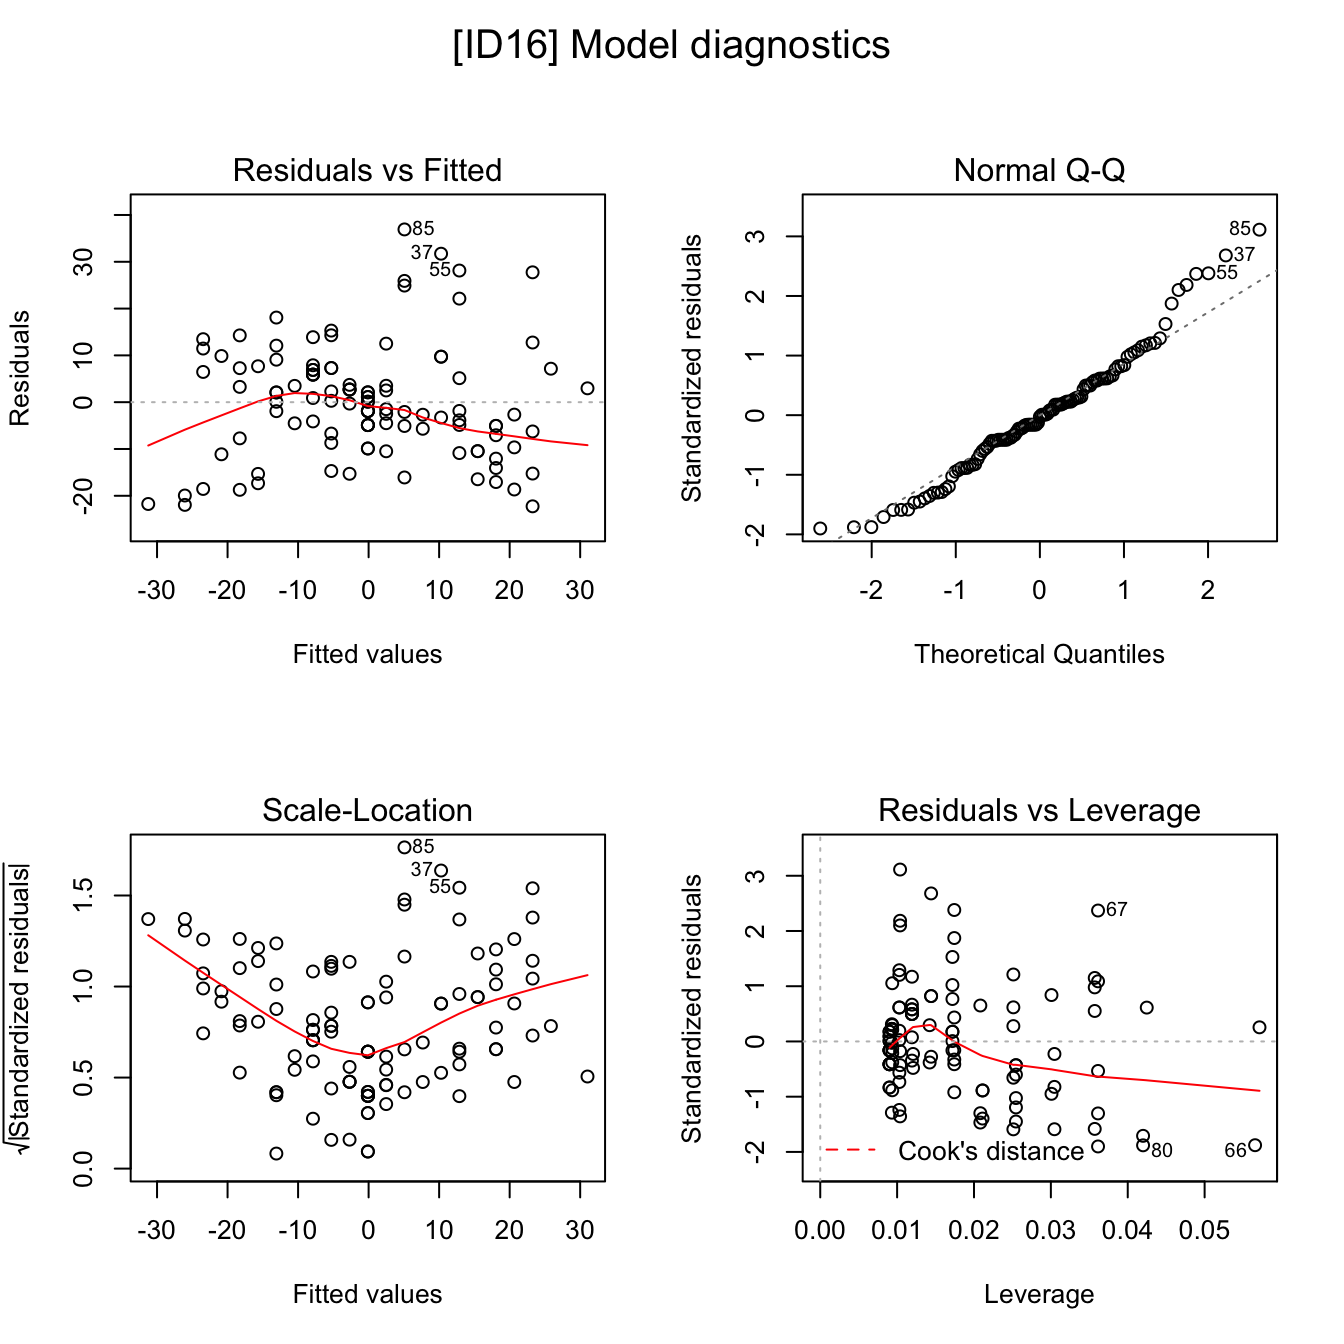 [ID16] Model diagnostics
Residuals vs Fitted
Residuals
30
10
0
-20
85
37
55
-30 -20 -10 0 10 20 30
Fitted values
Normal Q-Q
Standardized residuals
3
2
1
0
-1
-2
85
37
55
-2 -1 0 1 2
Theoretical Quantiles
Scale-Location
√|Standardized residuals|
1.5
1.0
0.5
0.0
85
37
55
-30 -20 -10 0 10 20 30
Fitted values
Residuals vs Leverage
Standardized residuals
3
2
1
0
-1
-2
67
80
66
Cook's distance
0.00 0.01 0.02 0.03 0.04 0.05
Leverage